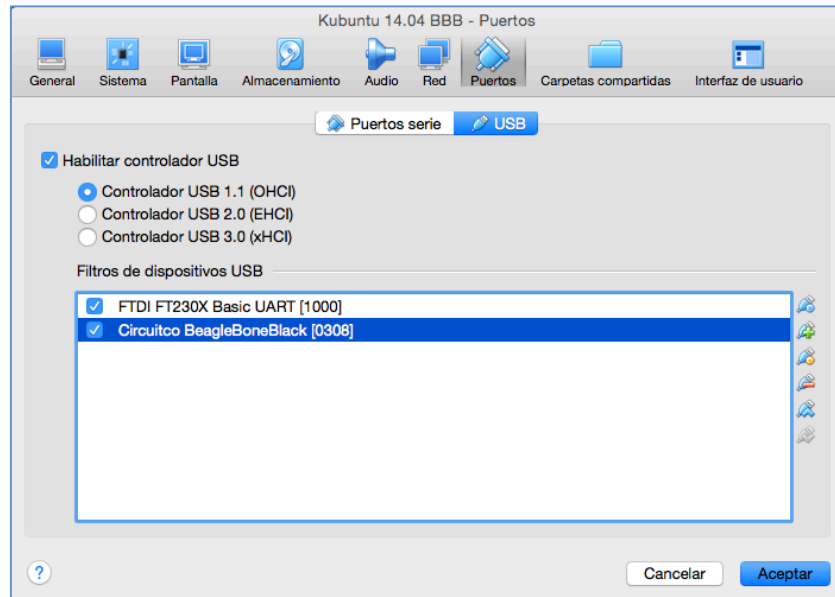 Kubuntu 14.04 BBB - Puertos
General Sistema Pantalla Almacenamiento Audio Red Puertos Carpetas compartidas Interfaz de usuario
Puertos serie USB
Habilitar controlador USB
Controlador USB 1.1 (OHCI)
Controlador USB 2.0 (EHCI)
Controlador USB 3.0 (xHCI)
Filtros de dispositivos USB
FTDI FT230X Basic UART [1000]
Circuitco BeagleBoneBlack [0308]
? Cancelar Aceptar